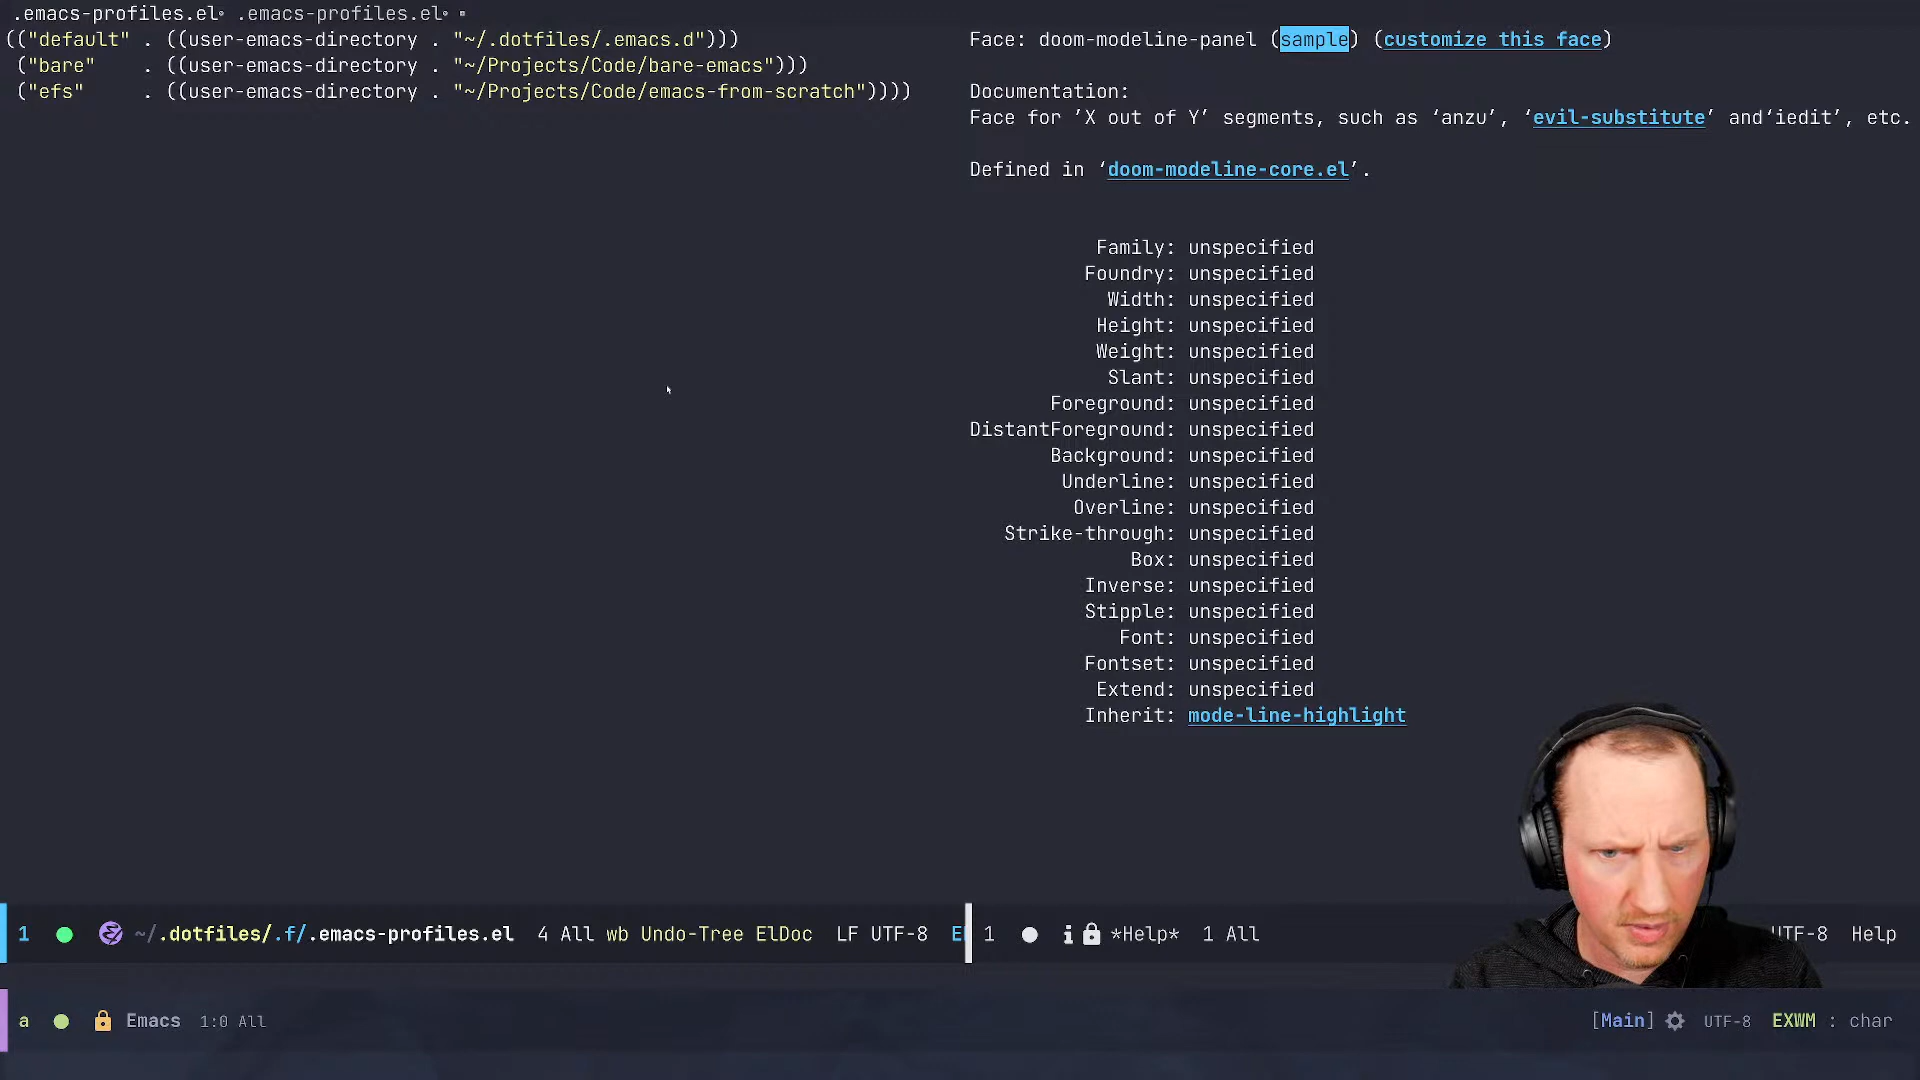 .emacs-profiles.el .emacs-profiles.el
(("default" . ((user-emacs-directory . "~/.dotfiles/.emacs.d")))
("bare" . ((user-emacs-directory . "~/Projects/Code/bare-emacs")))
("efs" . ((user-emacs-directory . "~/Projects/Code/emacs-from-scratch"))))
Face: doom-modeline-panel (sample) (customize this face)
Documentation:
Face for ’X out of Y’ segments, such as ‘anzu’, ‘evil-substitute’ and‘iedit’, etc.
Defined in ‘doom-modeline-core.el’.
Family: unspecified
Foundry: unspecified
Width: unspecified
Height: unspecified
Weight: unspecified
Slant: unspecified
Foreground: unspecified
DistantForeground: unspecified
Background: unspecified
Underline: unspecified
Overline: unspecified
Strike-through: unspecified
Box: unspecified
Inverse: unspecified
Stipple: unspecified
Font: unspecified
Fontset: unspecified
Extend: unspecified
Inherit: mode-line-highlight
1 ~/.dotfiles/.f/.emacs-profiles.el 4 All wb Undo-Tree ElDoc LF UTF-8
1 *Help* 1 All UTF-8 Help
a Emacs 1:0 All [Main] UTF-8 EXWM : char